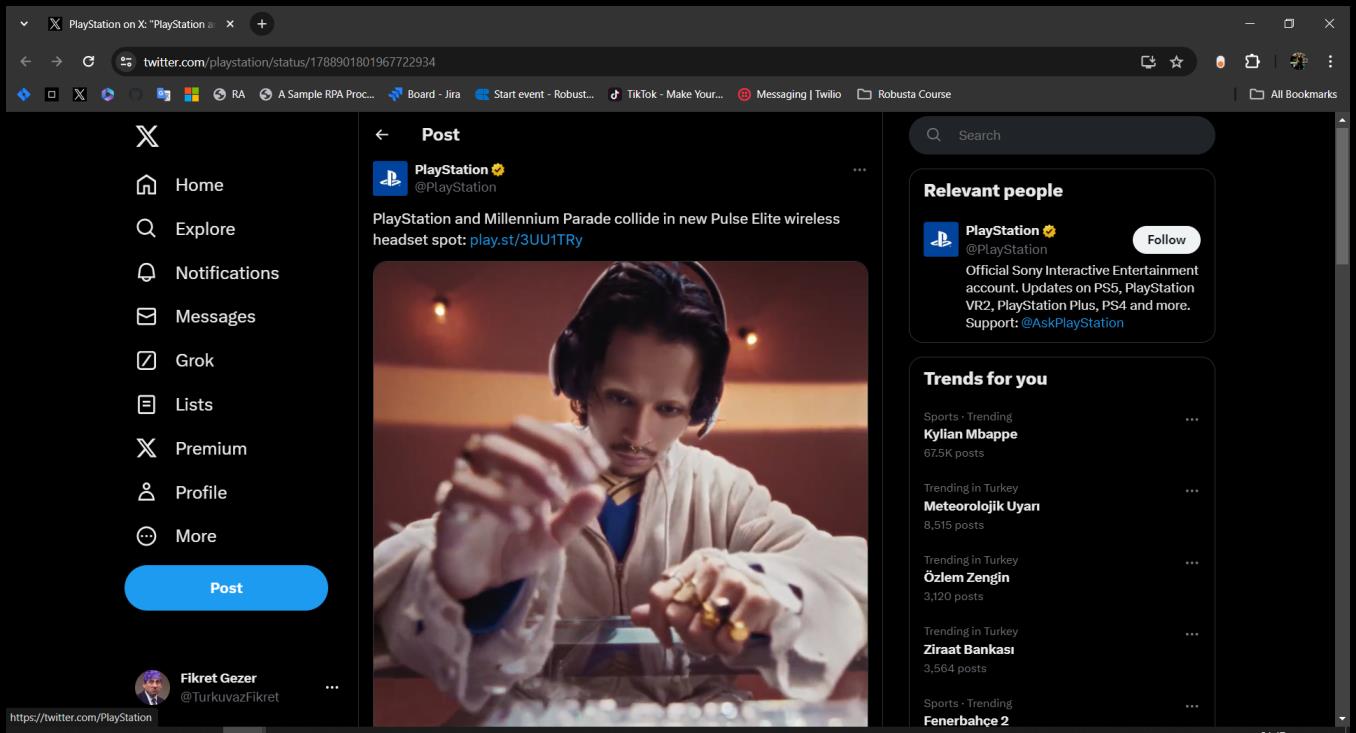 PlayStation on X: "PlayStation a
twitter.com/playstation/status/1788901801967722934
RA
A Sample RPA Proc...
Board - Jira
Start event - Robust...
TikTok - Make Your...
Messaging | Twilio
Robusta Course
All Bookmarks
Home
Explore
Notifications
Messages
Grok
Lists
Premium
Profile
More
Post
Fikret Gezer
@TurkuvazFikret
https://twitter.com/PlayStation
Post
PlayStation
@PlayStation
PlayStation and Millennium Parade collide in new Pulse Elite wireless
headset spot: play.st/3UU1TRy
Search
Relevant people
PlayStation
@PlayStation
Follow
Official Sony Interactive Entertainment
account. Updates on PS5, PlayStation
VR2, PlayStation Plus, PS4 and more.
Support: @AskPlayStation
Trends for you
Sports · Trending
Kylian Mbappe
67.5K posts
Trending in Turkey
Meteorolojik Uyarı
8,515 posts
Trending in Turkey
Özlem Zengin
3,120 posts
Trending in Turkey
Ziraat Bankası
3,564 posts
Sports · Trending
Fenerbahçe 2